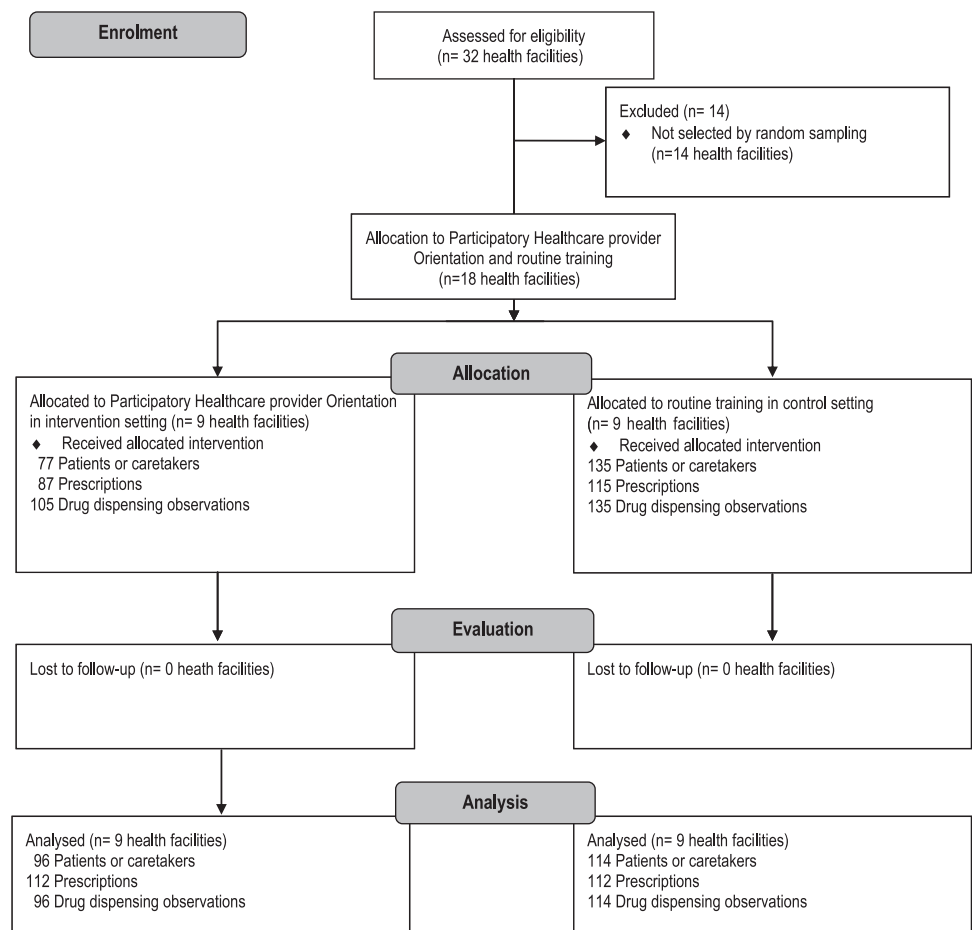 Enrolment
Assessed for eligibility
(n= 32 health facilities)
Excluded (n= 14)
♦ Not selected by random sampling
(n=14 health facilities)
Allocation to Participatory Healthcare provider
Orientation and routine training
(n=18 health facilities)
Allocation
Allocated to Participatory Healthcare provider Orientation
in intervention setting (n= 9 health facilities)
♦ Received allocated intervention
77 Patients or caretakers
87 Prescriptions
105 Drug dispensing observations
Allocated to routine training in control setting
(n= 9 health facilities)
♦ Received allocated intervention
135 Patients or caretakers
115 Prescriptions
135 Drug dispensing observations
Evaluation
Lost to follow-up (n= 0 heath facilities)
Lost to follow-up (n= 0 health facilities)
Analysis
Analysed (n= 9 health facilities)
96 Patients or caretakers
112 Prescriptions
96 Drug dispensing observations
Analysed (n= 9 health facilities)
114 Patients or caretakers
112 Prescriptions
114 Drug dispensing observations